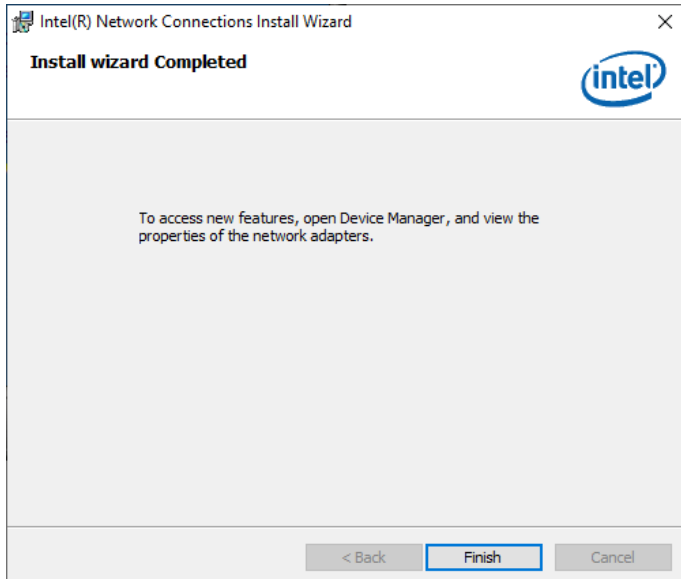 Intel(R) Network Connections Install Wizard
Install wizard Completed
intel
To access new features, open Device Manager, and view the
properties of the network adapters.
< Back
Finish
Cancel